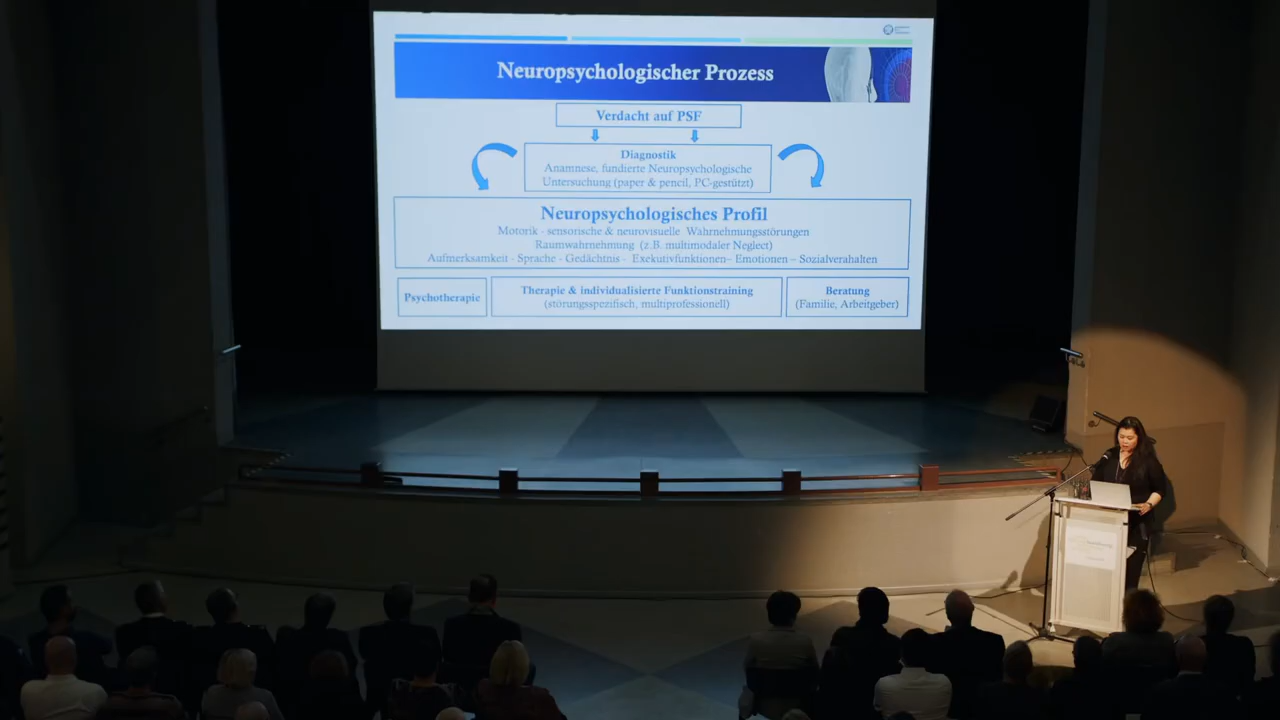 Neuropsychologischer Prozess
Verdacht auf PSF
Diagnostik
Anamnese, fundierte Neuropsychologische
Untersuchung (paper & pencil, PC-gestützt)
Neuropsychologisches Profil
Motorik - sensorische & neurovisuelle Wahrnehmungsstörungen
Raumwahrnehmung (z.B. multimodaler Neglect)
Aufmerksamkeit - Sprache - Gedächtnis - Exekutivfunktionen– Emotionen – Sozialverahalten
Psychotherapie
Therapie & individualisierte Funktionstraining
(störungsspezifisch, multiprofessionell)
Beratung
(Familie, Arbeitgeber)